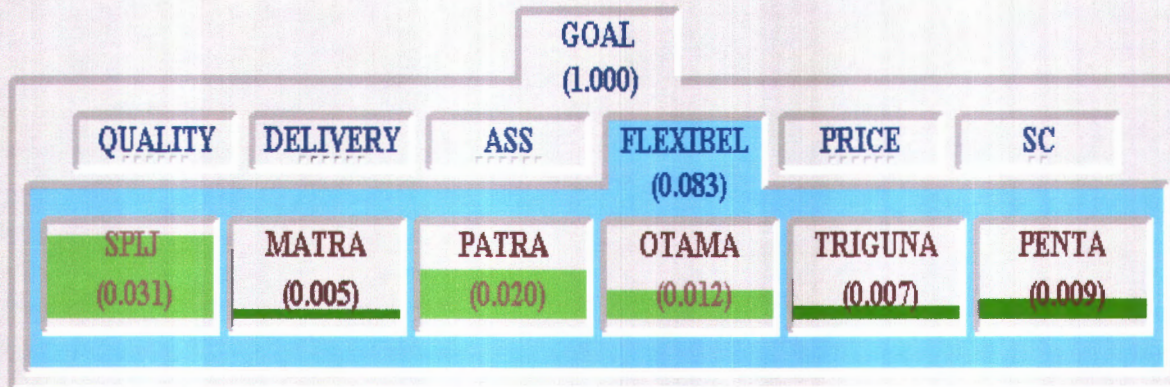 GOAL
(1.000)
QUALITY DELIVERY ASS FLEXIBEL PRICE SC
(0.083)
SPLJ MATRA PATRA OTAMA TRIGUNA PENTA
(0.031) (0.005) (0.020) (0.012) (0.007) (0.009)